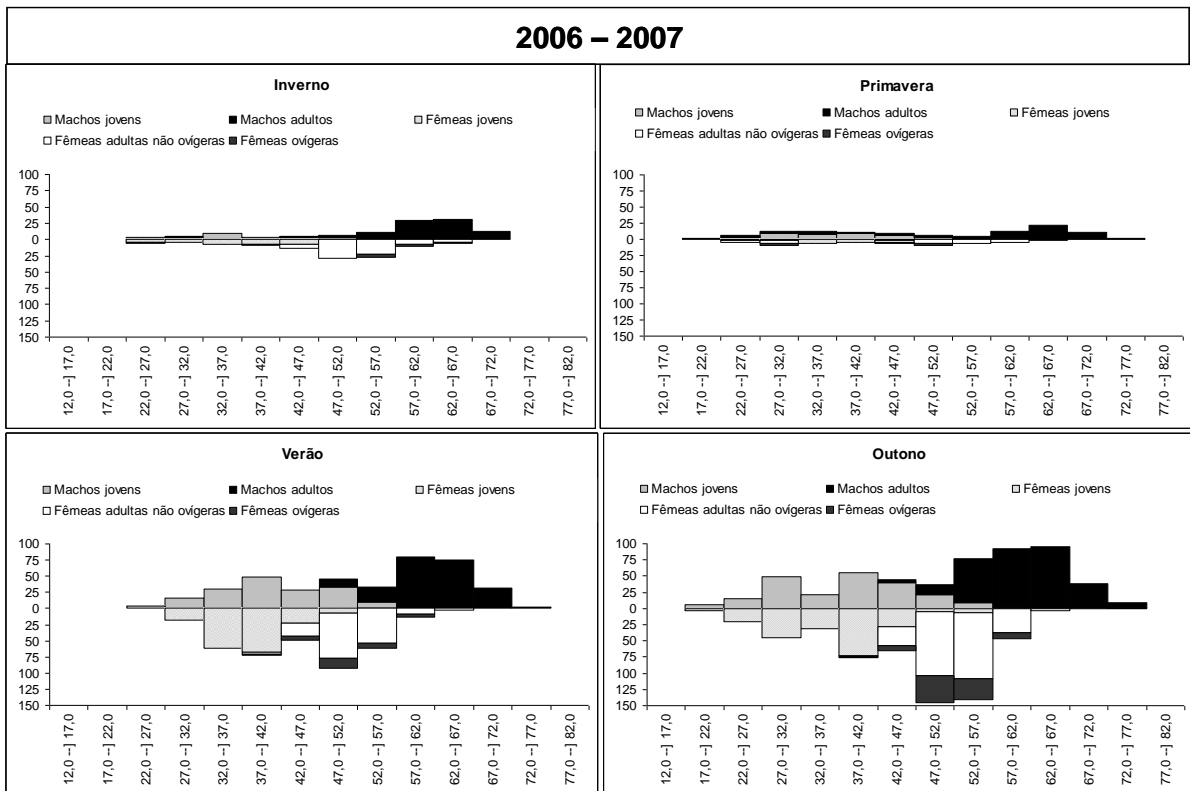 2006 – 2007
Inverno
Machos jovens Machos adultos Fêmeas jovens
Fêmeas adultas não ovígeras Fêmeas ovígeras
100
75
50
25
0
25
50
75
100
125
150
12,0 --] 17,0
17,0 --] 22,0
22,0 --] 27,0
27,0 --] 32,0
32,0 --] 37,0
37,0 --] 42,0
42,0 --] 47,0
47,0 --] 52,0
52,0 --] 57,0
57,0 --] 62,0
62,0 --] 67,0
67,0 --] 72,0
72,0 --] 77,0
77,0 --] 82,0
Primavera
Machos jovens Machos adultos Fêmeas jovens
Fêmeas adultas não ovígeras Fêmeas ovígeras
100
75
50
25
0
25
50
75
100
125
150
12,0 --] 17,0
17,0 --] 22,0
22,0 --] 27,0
27,0 --] 32,0
32,0 --] 37,0
37,0 --] 42,0
42,0 --] 47,0
47,0 --] 52,0
52,0 --] 57,0
57,0 --] 62,0
62,0 --] 67,0
67,0 --] 72,0
72,0 --] 77,0
77,0 --] 82,0
Verão
Machos jovens Machos adultos Fêmeas jovens
Fêmeas adultas não ovígeras Fêmeas ovígeras
100
75
50
25
0
25
50
75
100
125
150
12,0 --] 17,0
17,0 --] 22,0
22,0 --] 27,0
27,0 --] 32,0
32,0 --] 37,0
37,0 --] 42,0
42,0 --] 47,0
47,0 --] 52,0
52,0 --] 57,0
57,0 --] 62,0
62,0 --] 67,0
67,0 --] 72,0
72,0 --] 77,0
77,0 --] 82,0
Outono
Machos jovens Machos adultos Fêmeas jovens
Fêmeas adultas não ovígeras Fêmeas ovígeras
100
75
50
25
0
25
50
75
100
125
150
12,0 --] 17,0
17,0 --] 22,0
22,0 --] 27,0
27,0 --] 32,0
32,0 --] 37,0
37,0 --] 42,0
42,0 --] 47,0
47,0 --] 52,0
52,0 --] 57,0
57,0 --] 62,0
62,0 --] 67,0
67,0 --] 72,0
72,0 --] 77,0
77,0 --] 82,0